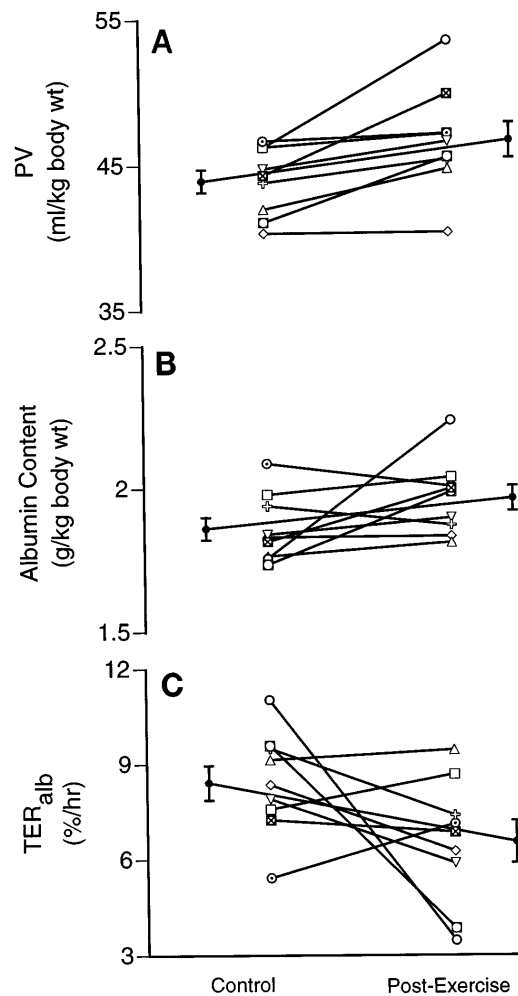 55
A
45
35
PV
(ml/kg body wt)
2.5
B
2
1.5
Albumin Content
(g/kg body wt)
12
C
9
6
3
TERalb
(%/hr)
Control Post-Exercise